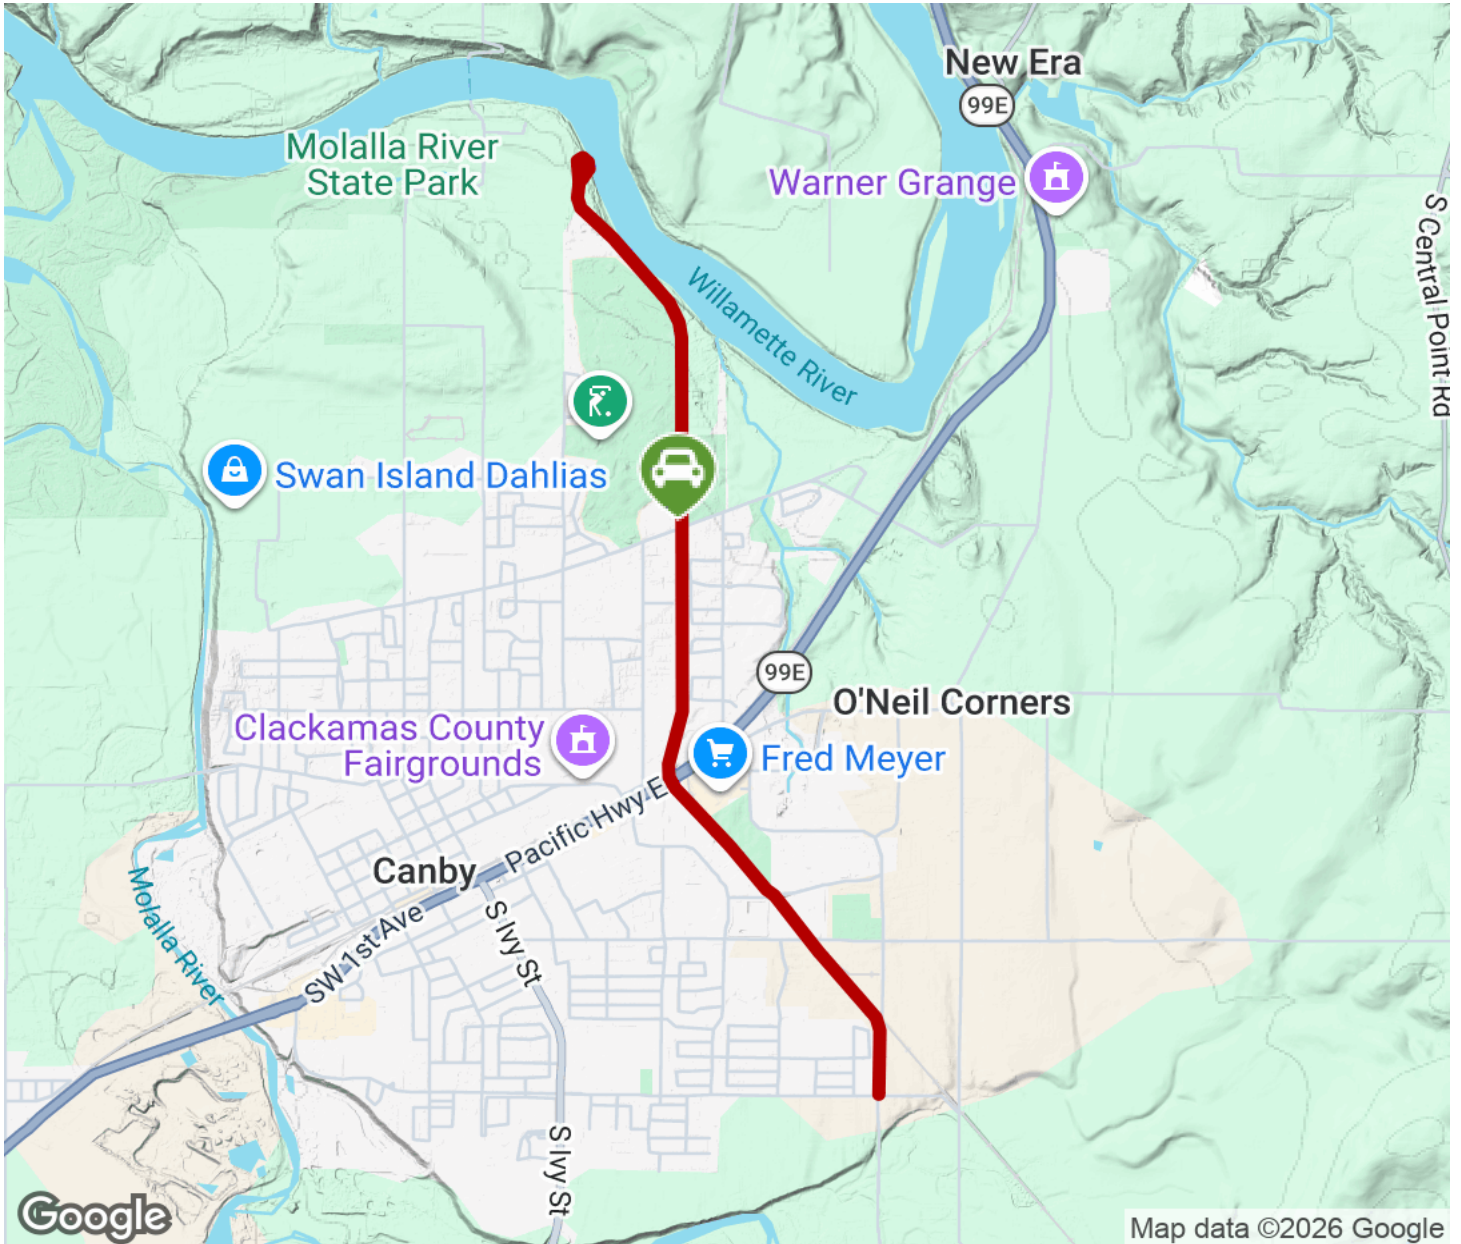 New Era
99E
Molalla River
State Park
Warner Grange
S Central Point Rd
Willamette River
Swan Island Dahlias
99E
O'Neil Corners
Clackamas County
Fairgrounds
Fred Meyer
Pacific Hwy E
Canby
Molalla River
SW 1st Ave
S Ivy St
S Ivy St
Google
Map data ©2026 Google